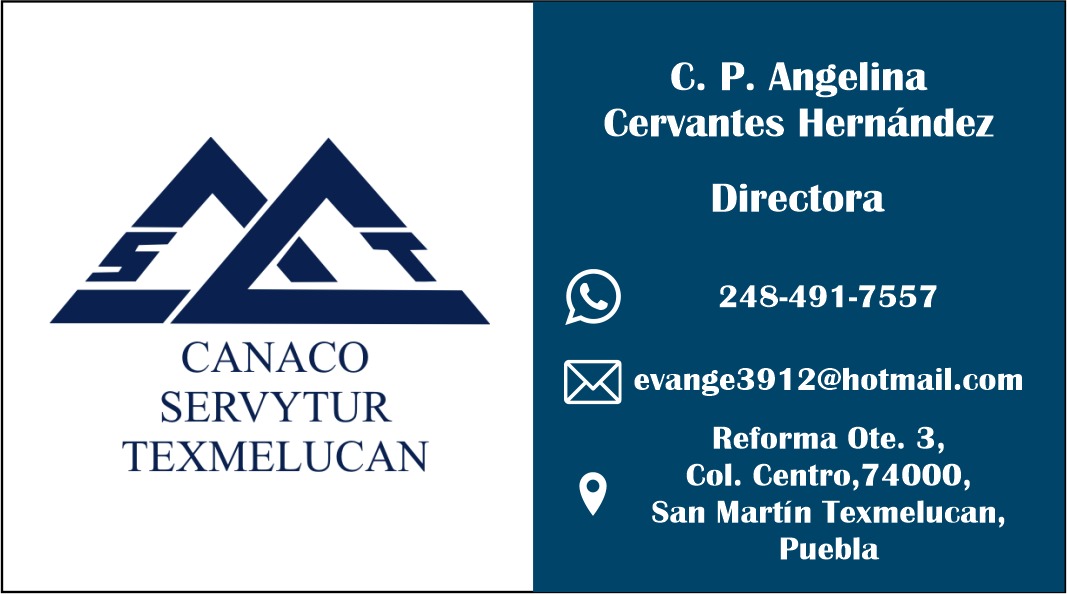 S C T
CANACO
SERVYTUR
TEXMELUCAN
C. P. Angelina
Cervantes Hernández
Directora
248-491-7557
evange3912@hotmail.com
Reforma Ote. 3,
Col. Centro,74000,
San Martín Texmelucan,
Puebla